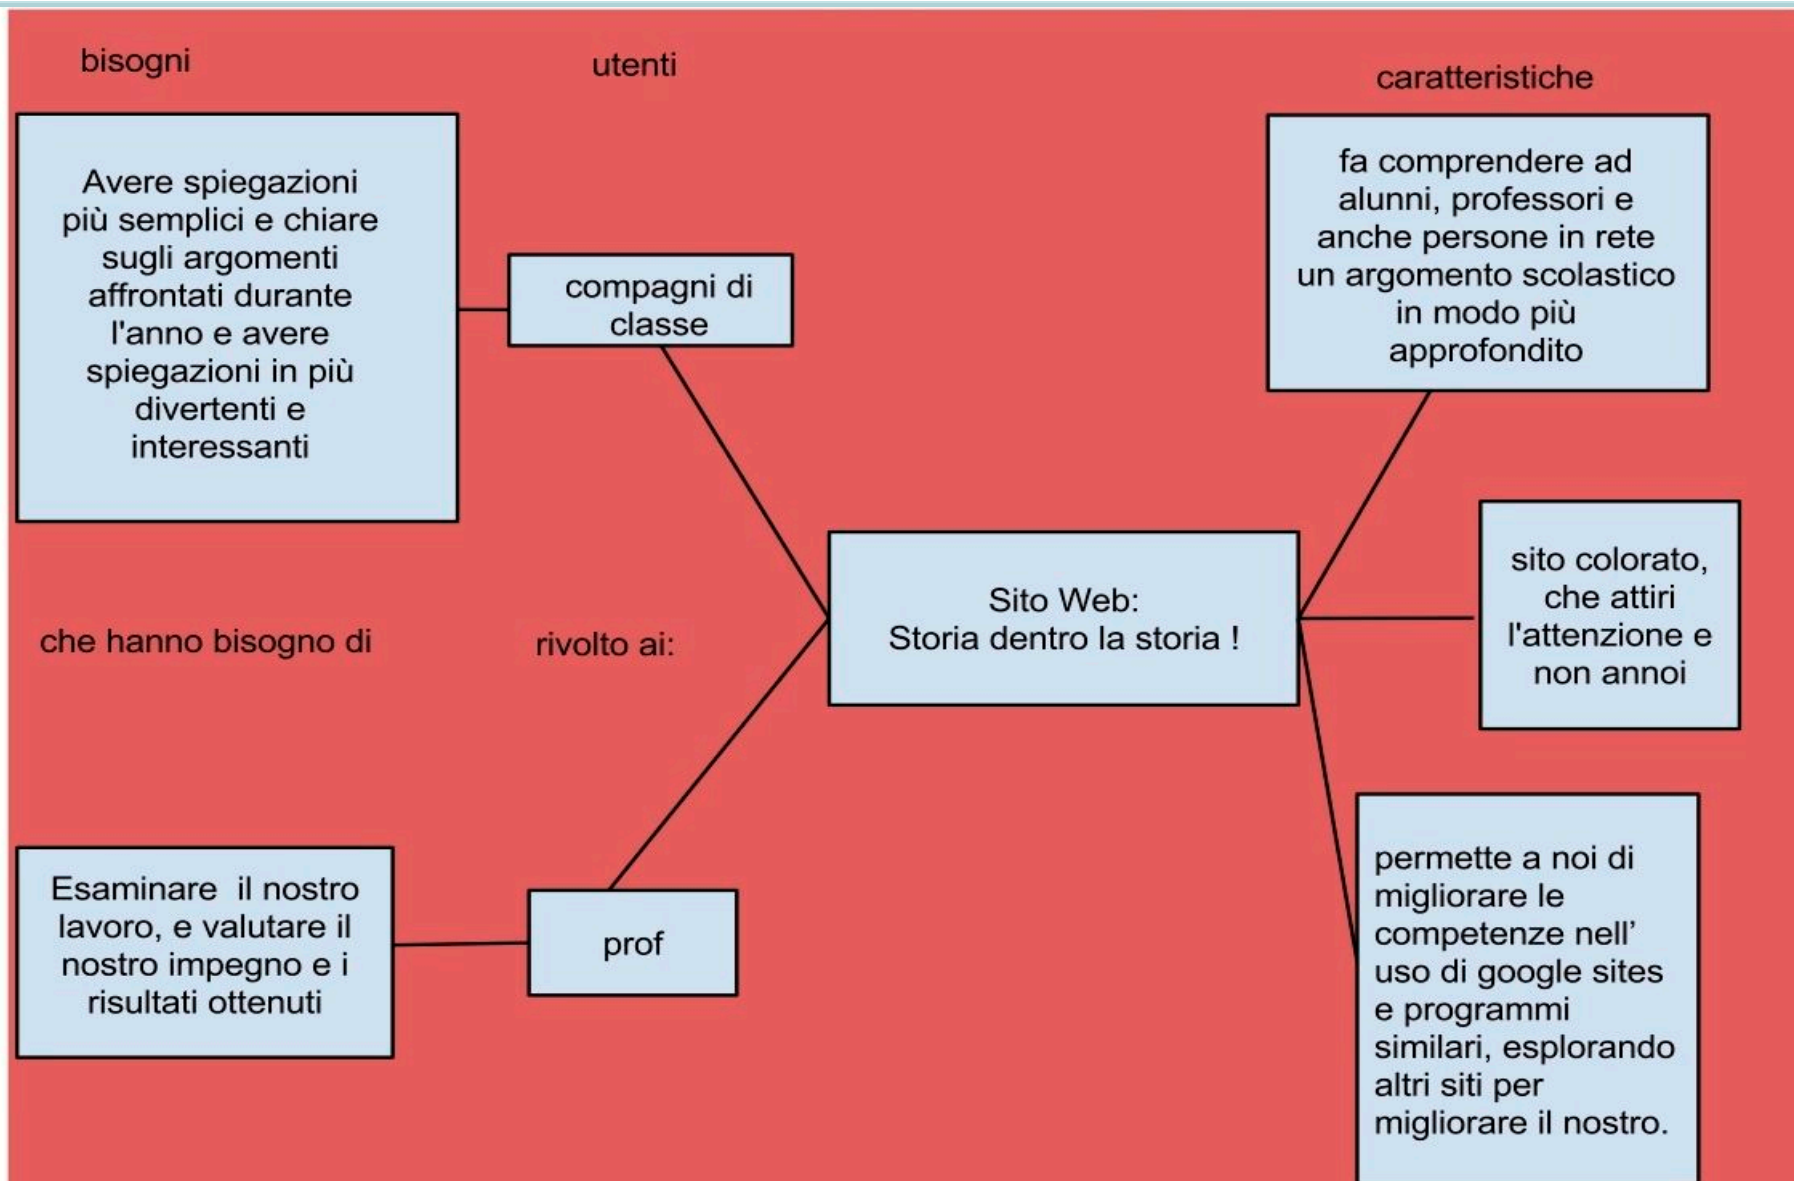 bisogni
utenti
caratteristiche
Avere spiegazioni
più semplici e chiare
sugli argomenti
affrontati durante
l'anno e avere
spiegazioni in più
divertenti e
interessanti
compagni di
classe
fa comprendere ad
alunni, professori e
anche persone in rete
un argomento scolastico
in modo più
approfondito
che hanno bisogno di
rivolto ai:
Sito Web:
Storia dentro la storia !
sito colorato,
che attiri
l'attenzione e
non annoi
Esaminare  il nostro
lavoro, e valutare il
nostro impegno e i
risultati ottenuti
prof
permette a noi di
migliorare le
competenze nell’
uso di google sites
e programmi
similari, esplorando
altri siti per
migliorare il nostro.